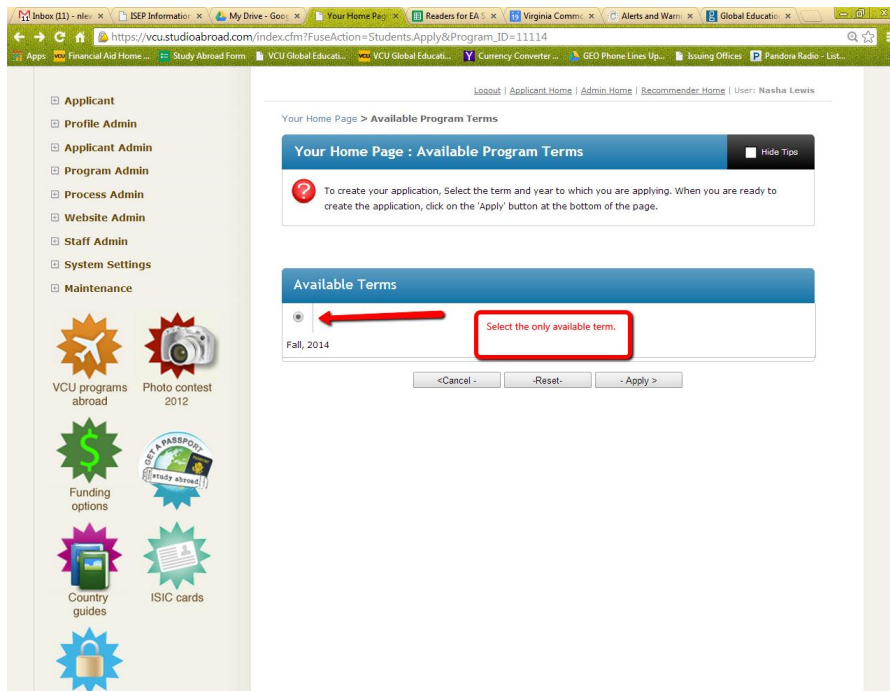 Inbox (11) - nlev
ISEP Informatior
My Drive - Goog
Your Home Page
Readers for EA S
Virginia Commo
Alerts and Warni
Global Educatio
https://vcu.studioabroad.com/index.cfm?FuseAction=Students.Apply&Program_ID=11114
Apps Financial Aid Home ... Study Abroad Form VCU Global Educati... VCU Global Educati... Currency Converter ... GEO Phone Lines Up... Issuing Offices Pandora Radio - List...
Logout | Applicant Home | Admin Home | Recommender Home | User: Nasha Lewis
Applicant
Profile Admin
Applicant Admin
Program Admin
Process Admin
Website Admin
Staff Admin
System Settings
Maintenance
VCU programs
abroad
Photo contest
2012
Funding
options
GET A PASSPORT
study abroad
Country
guides
ISIC cards
Your Home Page > Available Program Terms
Your Home Page : Available Program Terms
Hide Tips
To create your application, Select the term and year to which you are applying. When you are ready to
create the application, click on the 'Apply' button at the bottom of the page.
Available Terms
Select the only available term.
Fall, 2014
<Cancel -
-Reset-
- Apply >